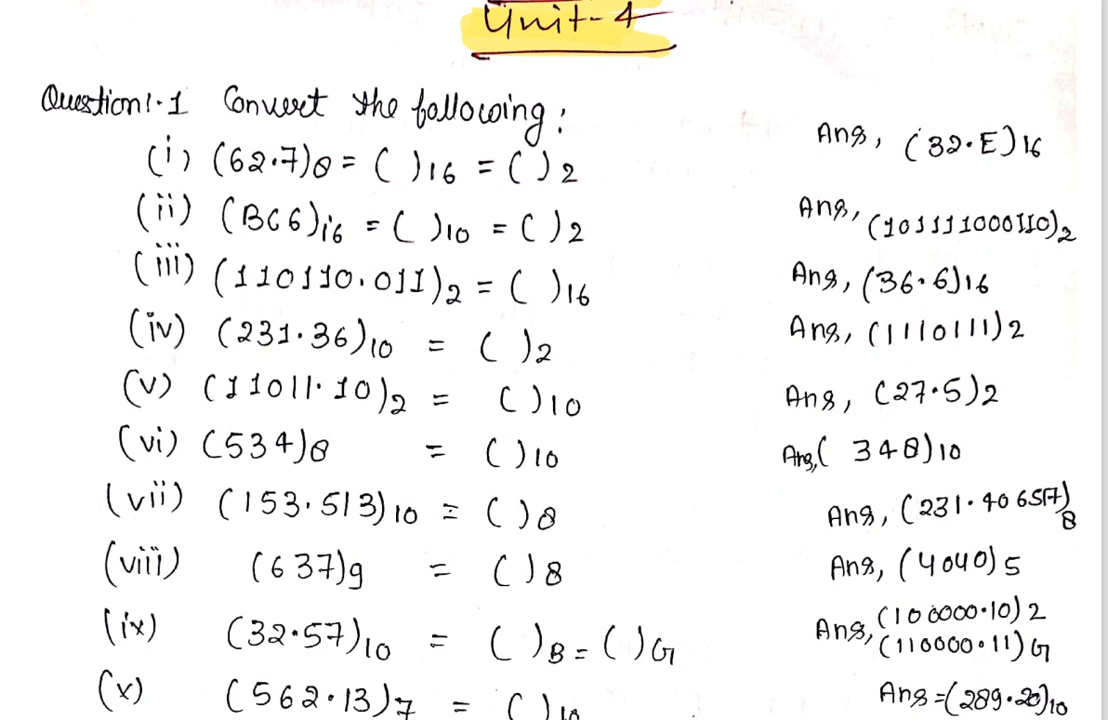 Unit-4
Question!·1 Convert the following:
(i) (62.7)8 = ( )16 = ( )2 Ans, (32.E)16
(ii) (BC6)16 = ( )10 = ( )2 Ans, (101111000110)2
(iii) (110110.011)2 = ( )16 Ans, (36.6)16
(iv) (231.36)10 = ( )2 Ans, (1110111)2
(v) (11011.10)2 = ( )10 Ans, (27.5)2
(vi) (534)8 = ( )10 Ans, (348)10
(vii) (153.513)10 = ( )8 Ans, (231.406517)8
(viii) (637)9 = ( )8 Ans, (4040)5
(ix) (32.57)10 = ( )B = ( )G Ans, (100000.10)2
(110000.11)G
(x) (562.13)7 = ( )10 Ans = (289.20)10